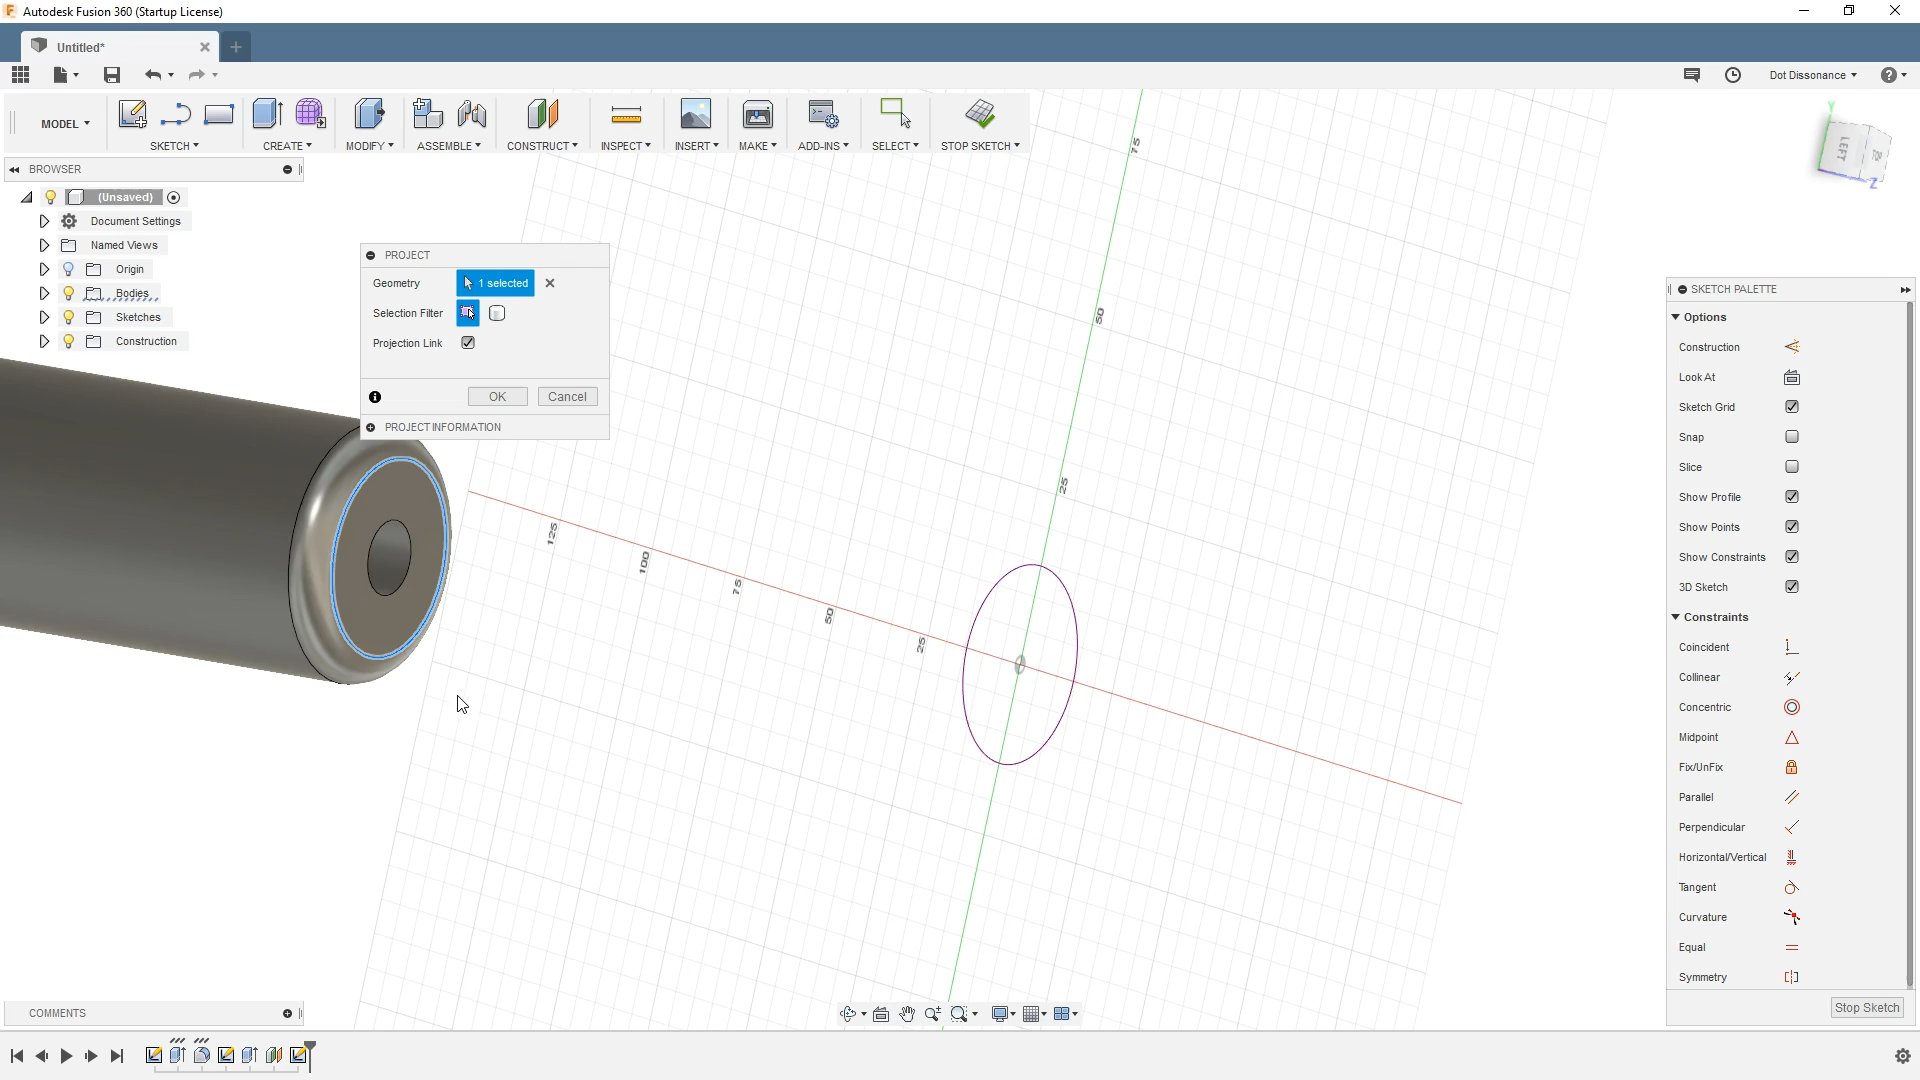 Autodesk Fusion 360 (Startup License)
Untitled*
Dot Dissonance
MODEL
SKETCH
CREATE
MODIFY
ASSEMBLE
CONSTRUCT
INSPECT
INSERT
MAKE
ADD-INS
SELECT
STOP SKETCH
BROWSER
(Unsaved)
Document Settings
Named Views
Origin
Bodies
Sketches
Construction
PROJECT
Geometry
1 selected
Selection Filter
Projection Link
OK
Cancel
PROJECT INFORMATION
LEFT
Y
Z
75
50
25
125
100
75
50
25
SKETCH PALETTE
Options
Construction
Look At
Sketch Grid
Snap
Slice
Show Profile
Show Points
Show Constraints
3D Sketch
Constraints
Coincident
Collinear
Concentric
Midpoint
Fix/UnFix
Parallel
Perpendicular
Horizontal/Vertical
Tangent
Curvature
Equal
Symmetry
Stop Sketch
COMMENTS